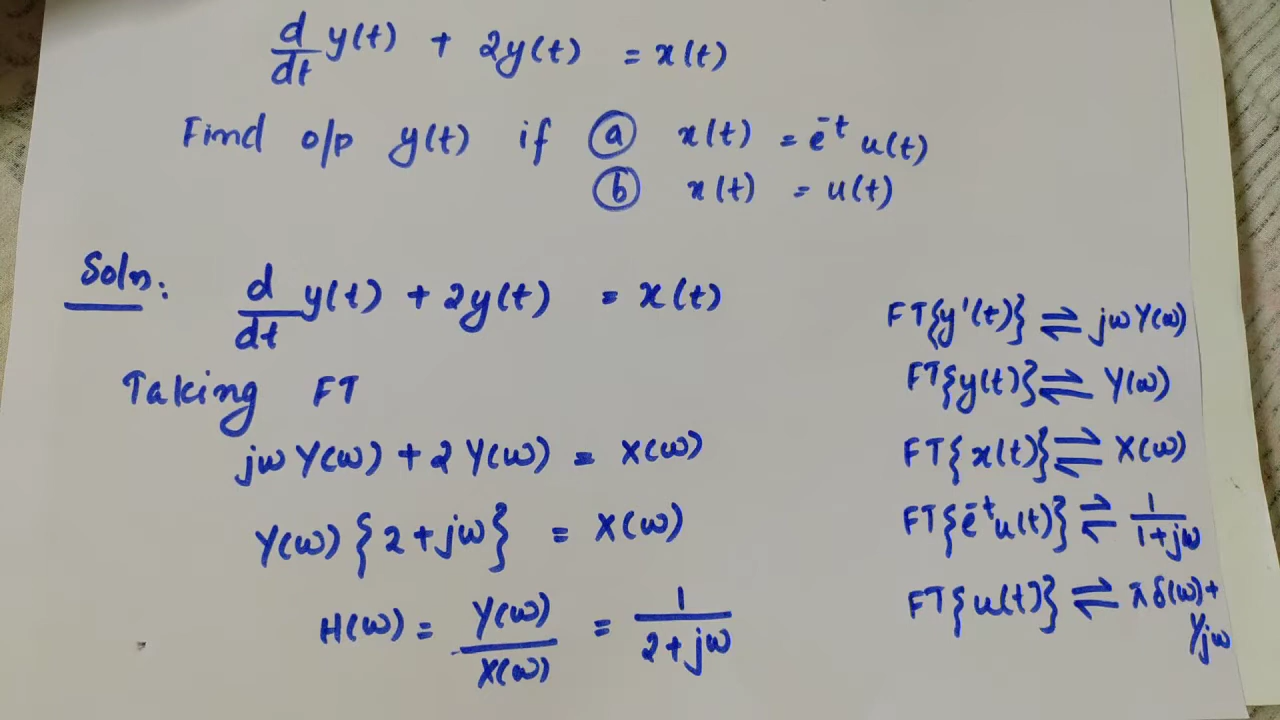 d/dt y(t) + 2y(t) = x(t)
Find o/p y(t) if ⓐ x(t) = e^-t u(t)
ⓑ x(t) = u(t)
Soln:
d/dt y(t) + 2y(t) = x(t)
Taking FT
jω Y(ω) + 2 Y(ω) = X(ω)
Y(ω) {2 + jω} = X(ω)
H(ω) = Y(ω)/X(ω) = 1/(2 + jω)
FT{y'(t)} ⇌ jω Y(ω)
FT{y(t)} ⇌ Y(ω)
FT{x(t)} ⇌ X(ω)
FT{e^-t u(t)} ⇌ 1/(1+jω)
FT{u(t)} ⇌ πδ(ω) +
1/jω